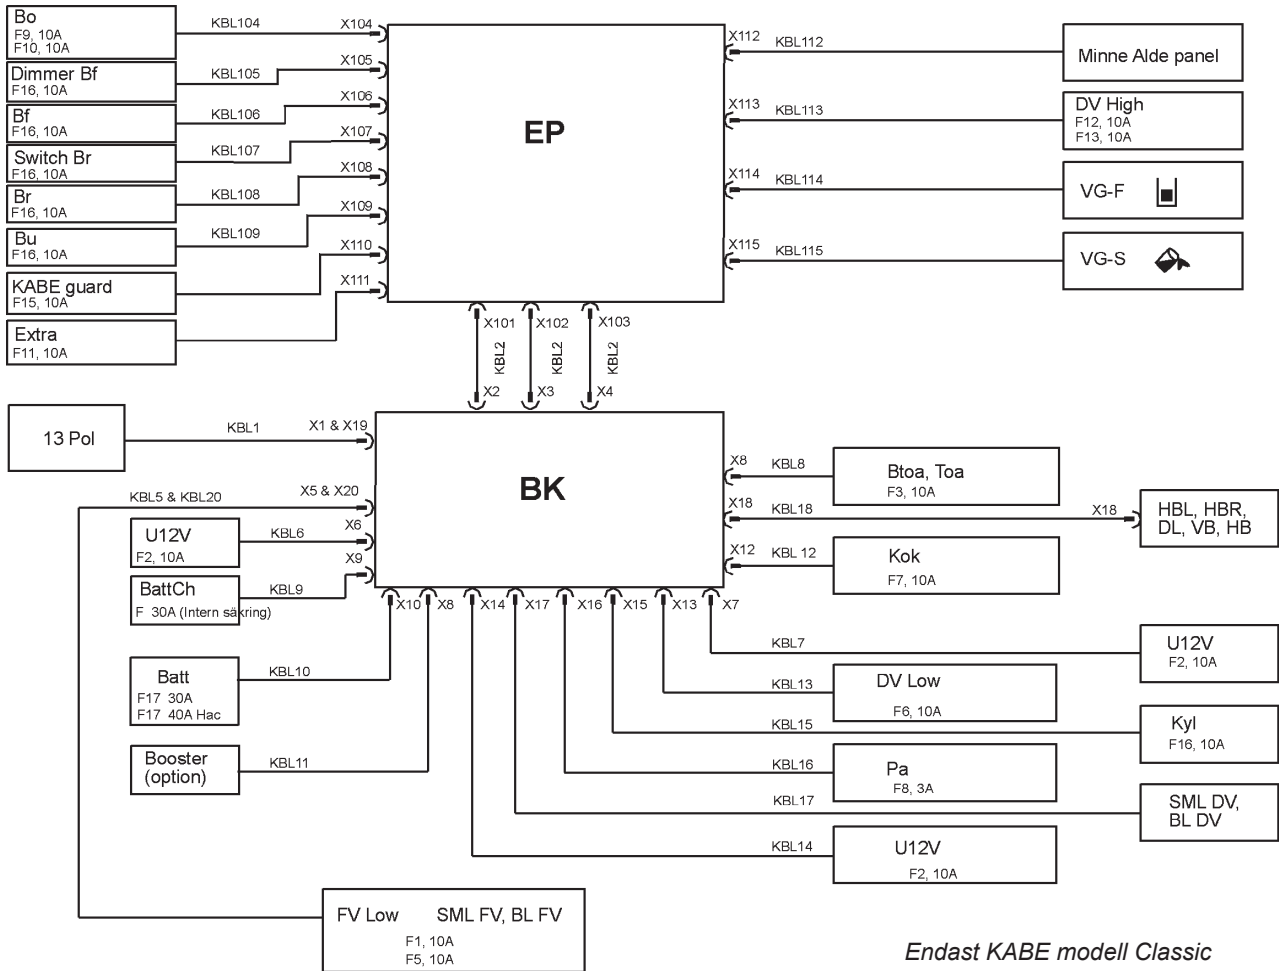 Bo
F9, 10A
F10, 10A
KBL104
X104
Dimmer Bf
F16, 10A
KBL105
X105
Bf
F16, 10A
KBL106
X106
Switch Br
F16, 10A
KBL107
X107
Br
F16, 10A
KBL108
X108
Bu
F16, 10A
KBL109
X109
KABE guard
F15, 10A
X110
Extra
F11, 10A
X111
EP
X112
KBL112
Minne Alde panel
X113
KBL113
DV High
F12, 10A
F13, 10A
X114
KBL114
VG-F
X115
KBL115
VG-S
X101
X102
X103
KBL2
KBL2
KBL2
X2
X3
X4
13 Pol
KBL1
X1 & X19
KBL5 & KBL20
X5 & X20
U12V
F2, 10A
KBL6
X6
BattCh
F 30A (Intern säkring)
KBL9
X9
BK
X8
KBL8
Btoa, Toa
F3, 10A
X18
KBL18
X18
HBL, HBR,
DL, VB, HB
X12
KBL 12
Kok
F7, 10A
X10
X8
X14
X17
X16
X15
X13
X7
Batt
F17 30A
F17 40A Hac
KBL10
Booster
(option)
KBL11
KBL7
U12V
F2, 10A
KBL13
DV Low
F6, 10A
KBL15
Kyl
F16, 10A
KBL16
Pa
F8, 3A
KBL17
SML DV,
BL DV
KBL14
U12V
F2, 10A
FV Low SML FV, BL FV
F1, 10A
F5, 10A
Endast KABE modell Classic